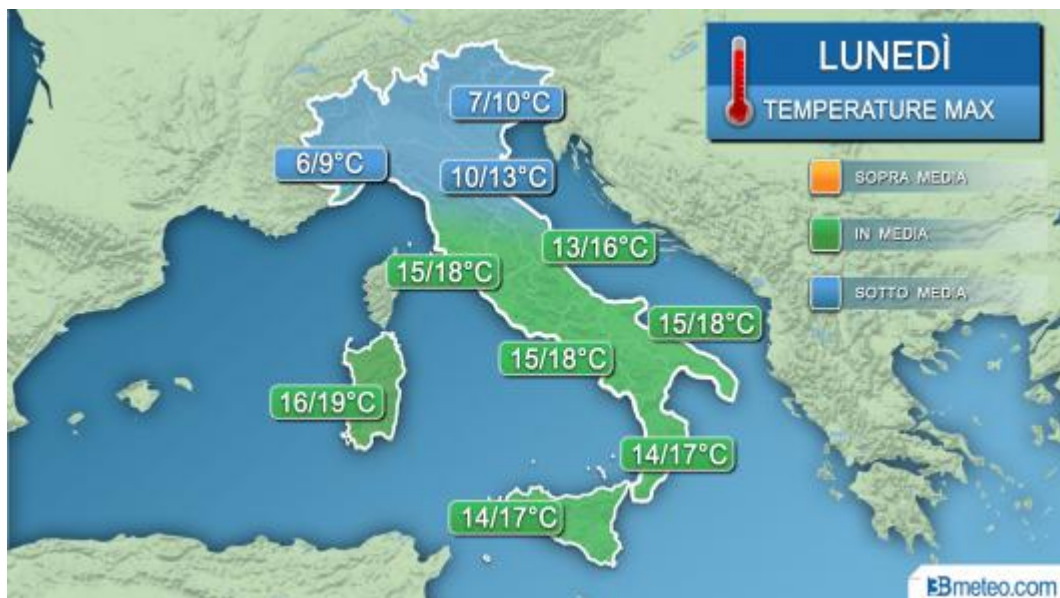 LUNEDÌ
TEMPERATURE MAX
7/10°C
6/9°C
10/13°C
SOPRA MEDIA
IN MEDIA
13/16°C
15/18°C
SOTTO MEDIA
15/18°C
15/18°C
16/19°C
14/17°C
14/17°C
3Bmeteo.com